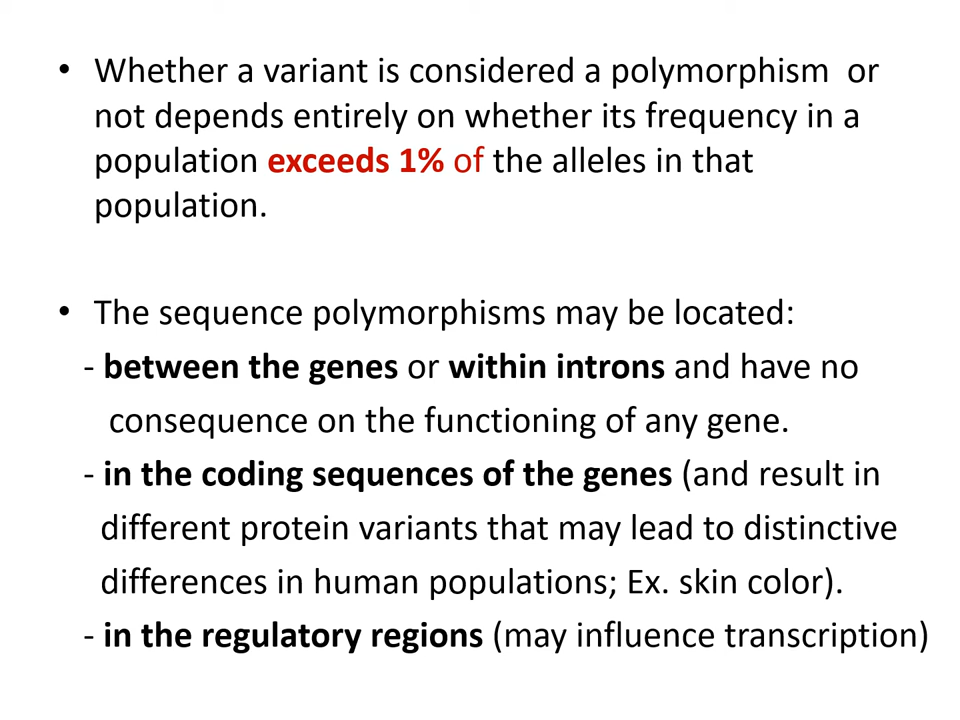 • Whether a variant is considered a polymorphism or
not depends entirely on whether its frequency in a
population exceeds 1% of the alleles in that
population.
• The sequence polymorphisms may be located:
- between the genes or within introns and have no
consequence on the functioning of any gene.
- in the coding sequences of the genes (and result in
different protein variants that may lead to distinctive
differences in human populations; Ex. skin color).
- in the regulatory regions (may influence transcription)